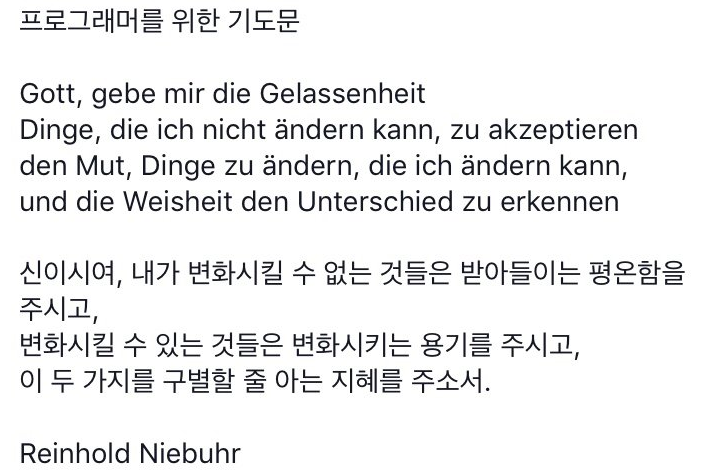 프로그래머를 위한 기도문
Gott, gebe mir die Gelassenheit
Dinge, die ich nicht ändern kann, zu akzeptieren
den Mut, Dinge zu ändern, die ich ändern kann,
und die Weisheit den Unterschied zu erkennen
신이시여, 내가 변화시킬 수 없는 것들은 받아들이는 평온함을
주시고,
변화시킬 수 있는 것들은 변화시키는 용기를 주시고,
이 두 가지를 구별할 줄 아는 지혜를 주소서.
Reinhold Niebuhr